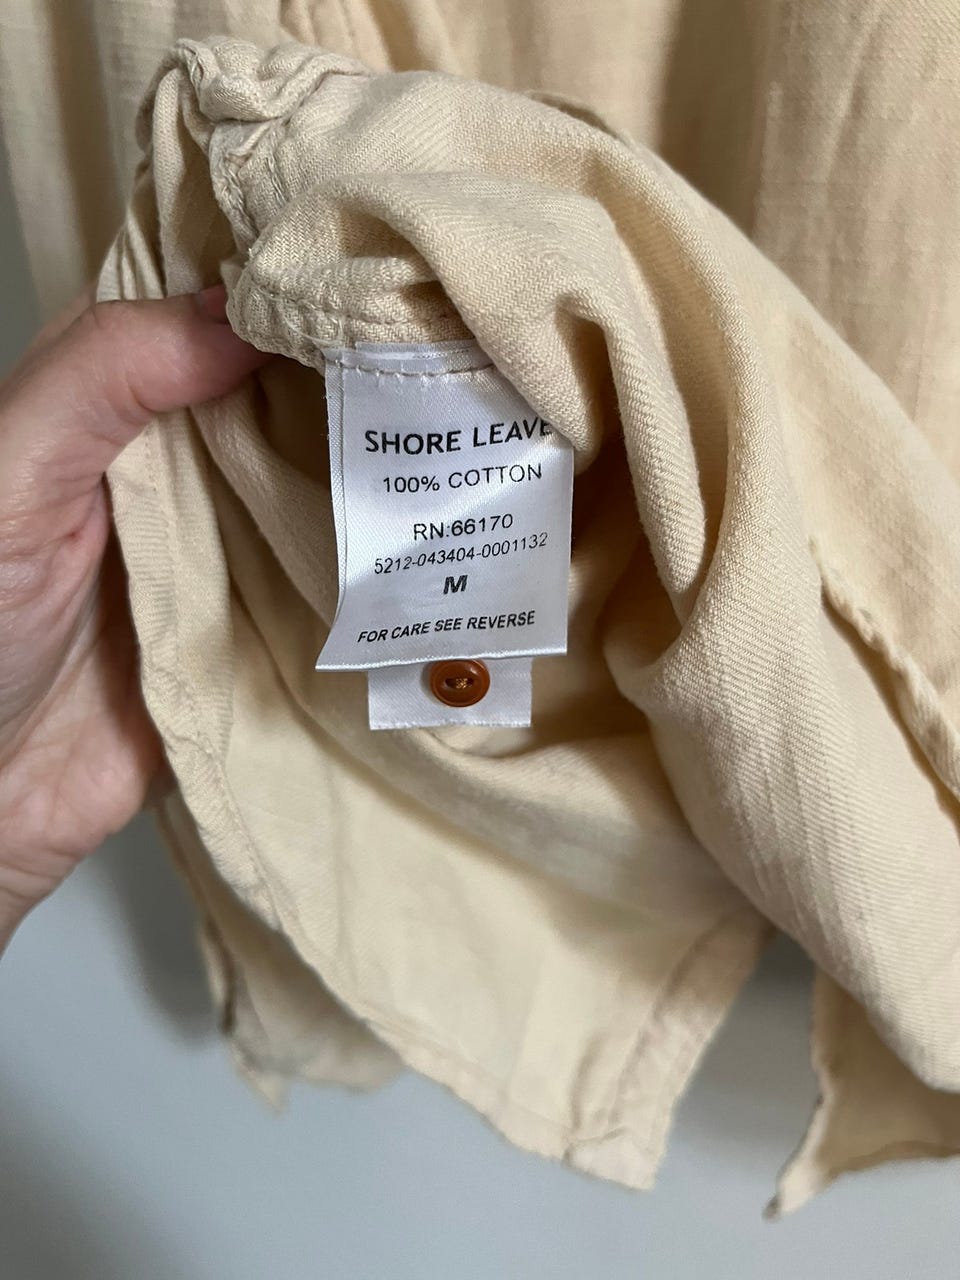 SHORE LEAVE
100% COTTON
RN:66170
5212-043404-0001132
M
FOR CARE SEE REVERSE